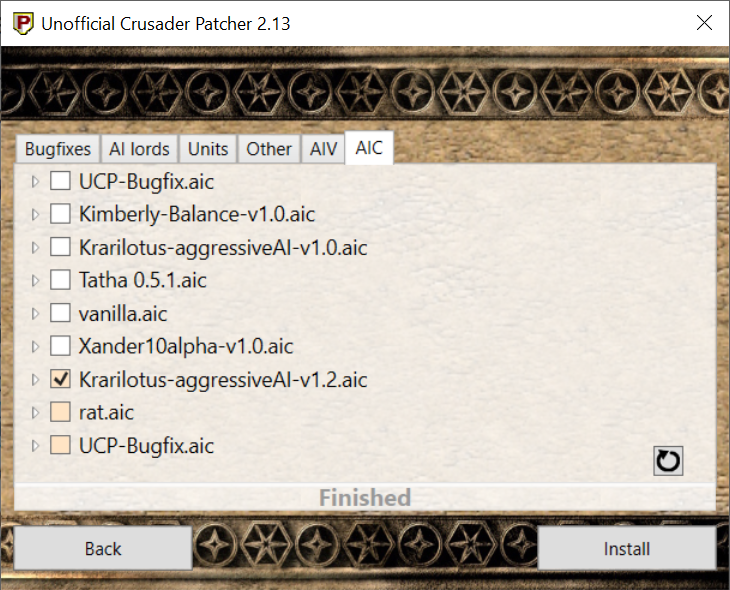 Unofficial Crusader Patcher 2.13
Bugfixes AI lords Units Other AIV AIC
UCP-Bugfix.aic
Kimberly-Balance-v1.0.aic
Krarilotus-aggressiveAI-v1.0.aic
Tatha 0.5.1.aic
vanilla.aic
Xander10alpha-v1.0.aic
Krarilotus-aggressiveAI-v1.2.aic
rat.aic
UCP-Bugfix.aic
Finished
Back Install